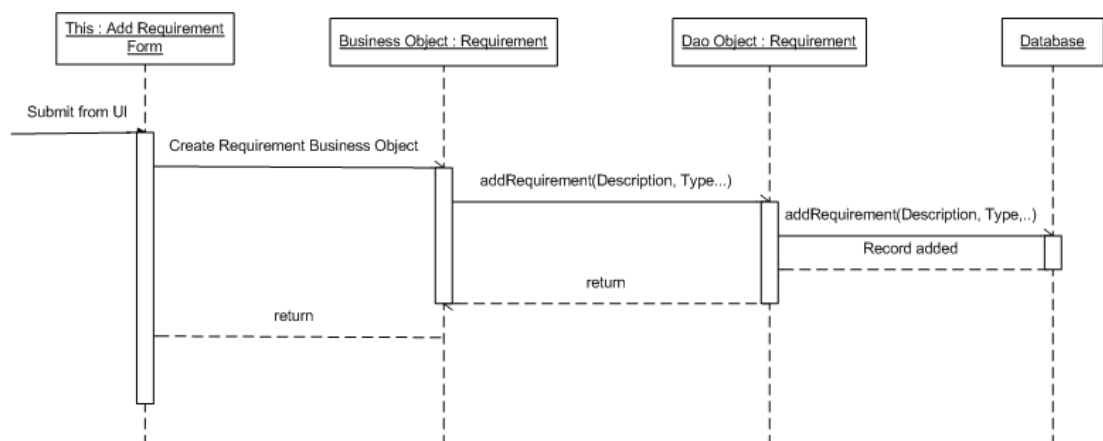 This : Add Requirement
Form
Business Object : Requirement
Dao Object : Requirement
Database
Submit from UI
Create Requirement Business Object
addRequirement(Description, Type...)
addRequirement(Description, Type,..)
Record added
return
return